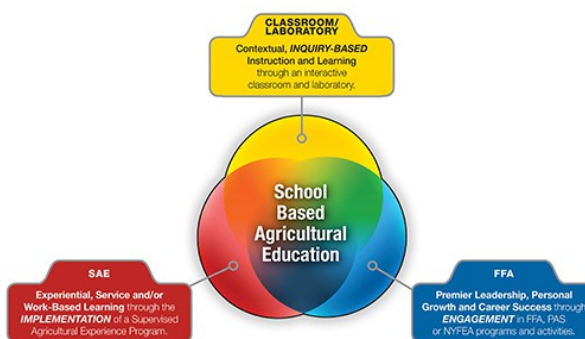 CLASSROOM/
LABORATORY
Contextual, INQUIRY-BASED
Instruction and Learning
through an interactive
classroom and laboratory.
School
Based
Agricultural
Education
SAE
Experiential, Service and/or
Work-Based Learning through the
IMPLEMENTATION of a Supervised
Agricultural Experience Program.
FFA
Premier Leadership, Personal
Growth and Career Success through
ENGAGEMENT in FFA, PAS
or NYFEA programs and activities.